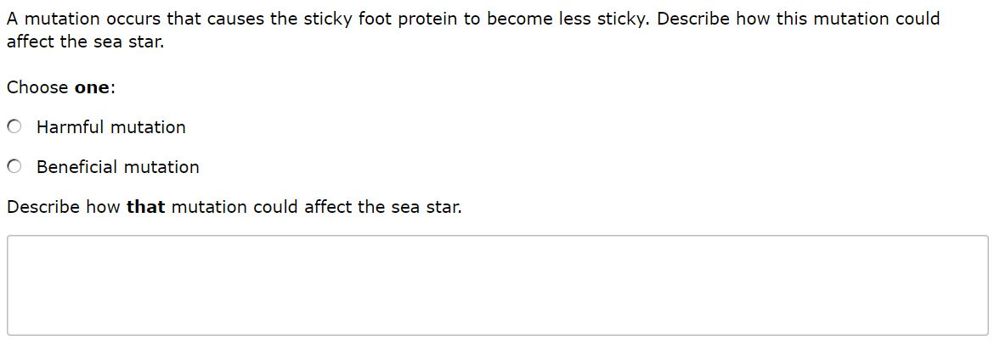 A mutation occurs that causes the sticky foot protein to become less sticky. Describe how this mutation could
affect the sea star.
Choose one:
Harmful mutation
Beneficial mutation
Describe how that mutation could affect the sea star.